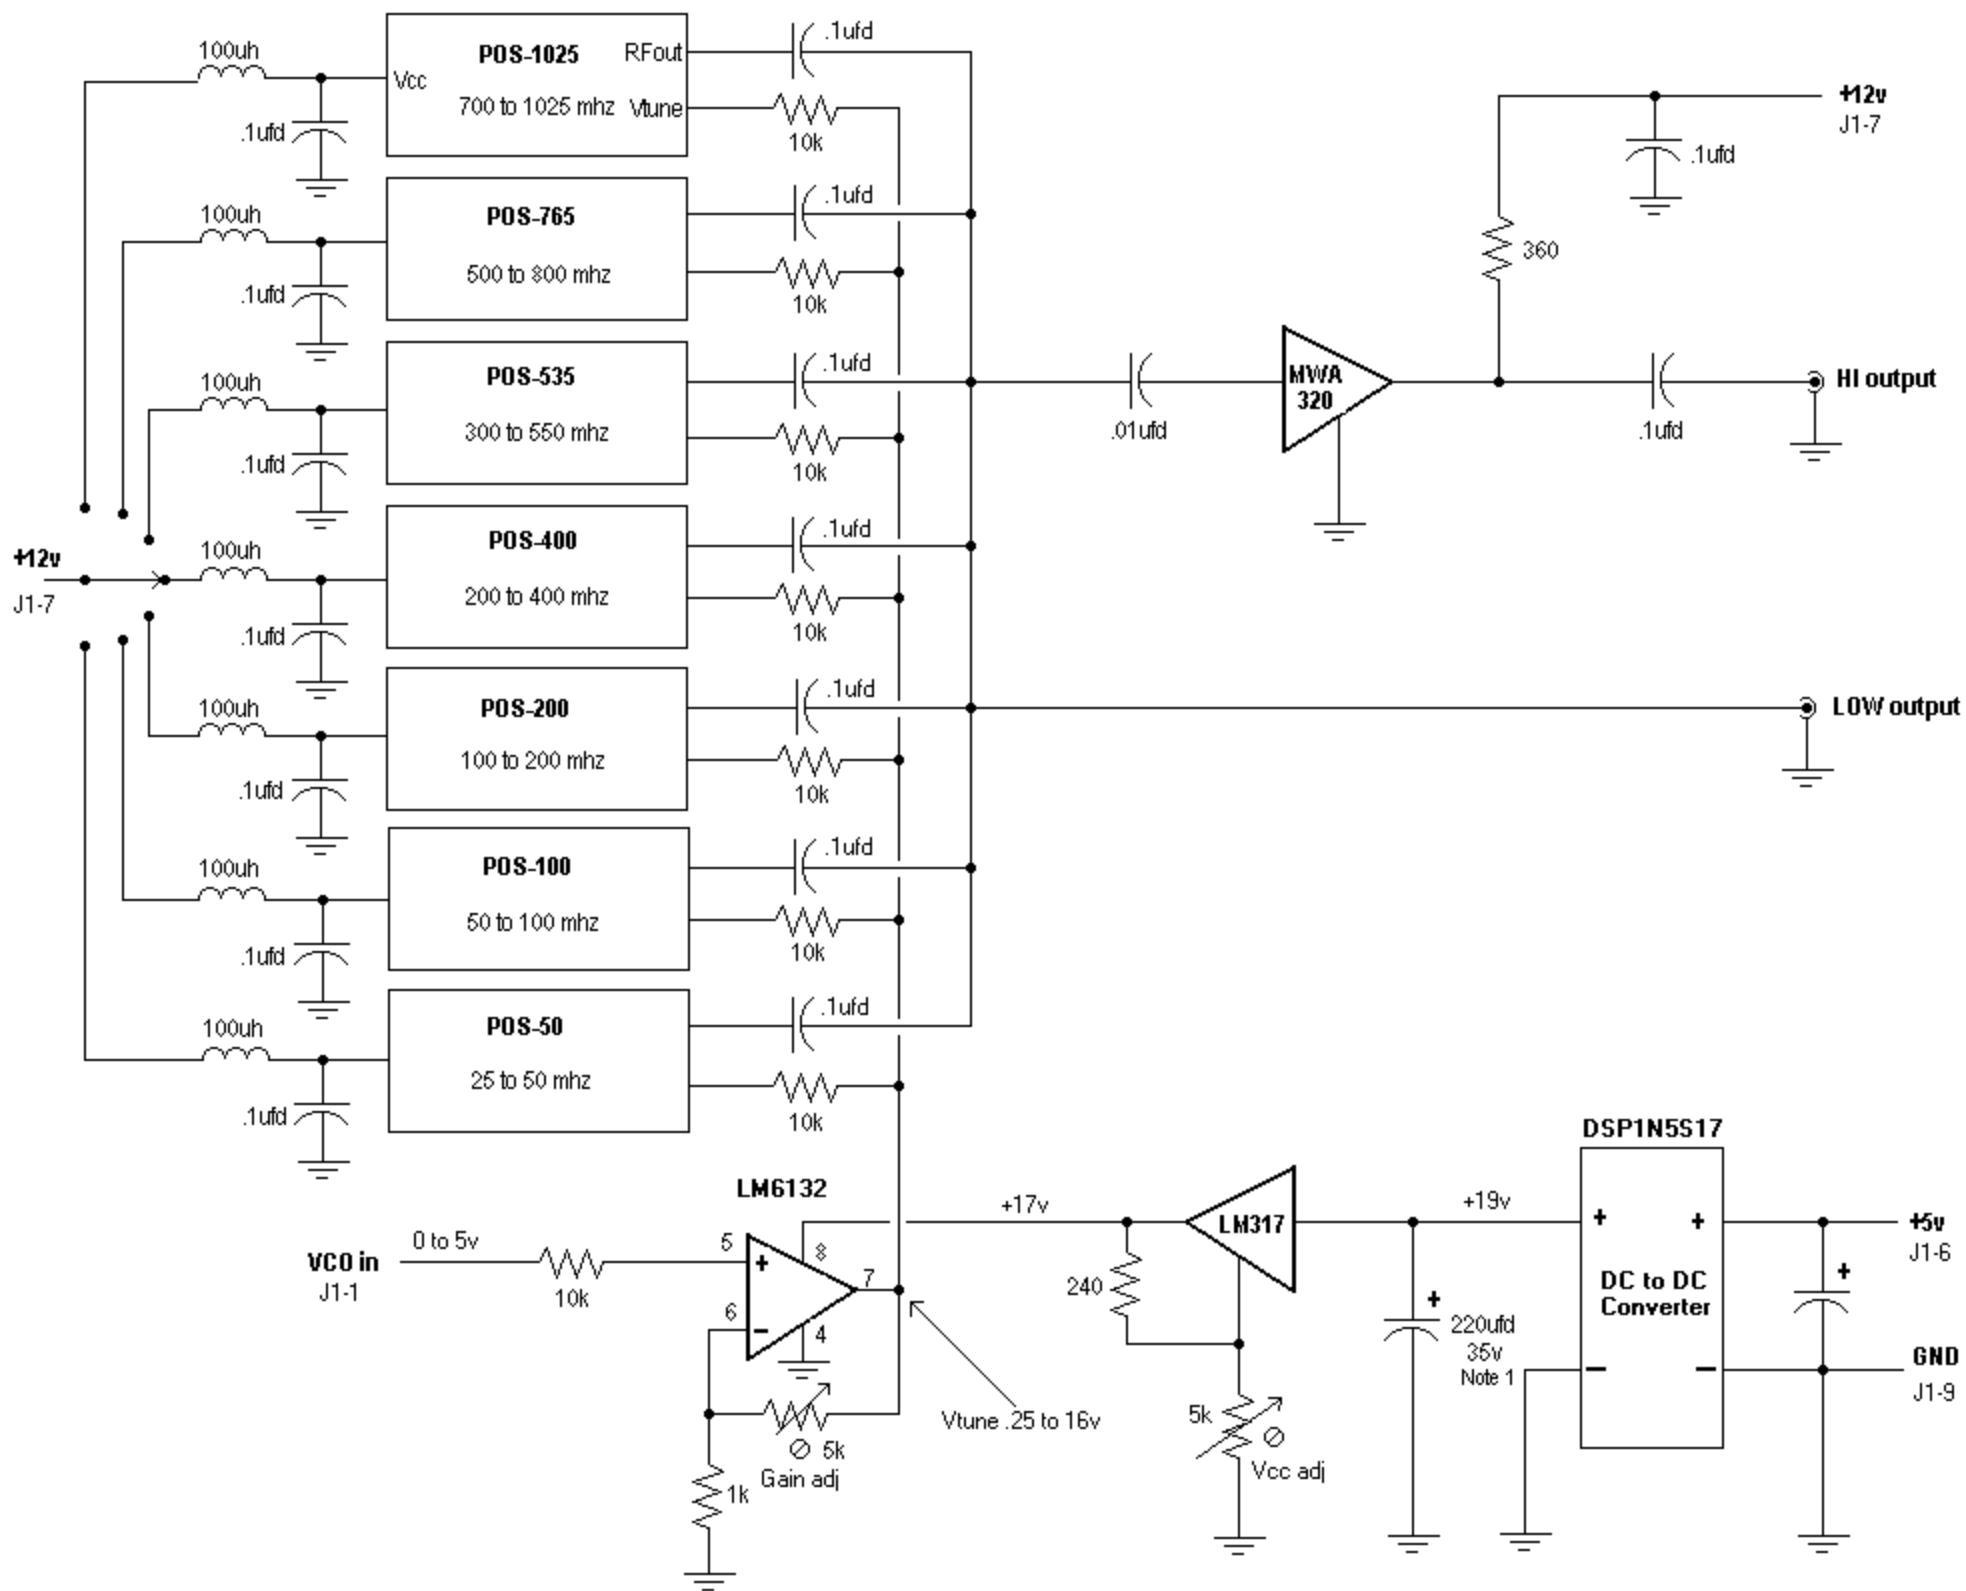 100uh
.1ufd
Vcc
POS-1025
700 to 1025 mhz
RFout
Vtune
.1ufd
10k
100uh
.1ufd
POS-765
500 to 800 mhz
.1ufd
10k
100uh
.1ufd
POS-535
300 to 550 mhz
.1ufd
10k
+12v
J1-7
100uh
.1ufd
POS-400
200 to 400 mhz
.1ufd
10k
100uh
.1ufd
POS-200
100 to 200 mhz
.1ufd
10k
100uh
.1ufd
POS-100
50 to 100 mhz
.1ufd
10k
100uh
.1ufd
POS-50
25 to 50 mhz
.1ufd
10k
+12v
J1-7
.1ufd
360
.01ufd
MWA
320
.1ufd
HI output
LOW output
LM6132
VCO in
J1-1
0 to 5v
10k
5
+
8
7
6
−
4
5k
Gain adj
1k
Vtune .25 to 16v
+17v
240
LM317
5k
Vcc adj
+19v
+
220ufd
35v
Note 1
DSP1N5S17
+ +
DC to DC
Converter
− −
+5v
J1-6
+
GND
J1-9